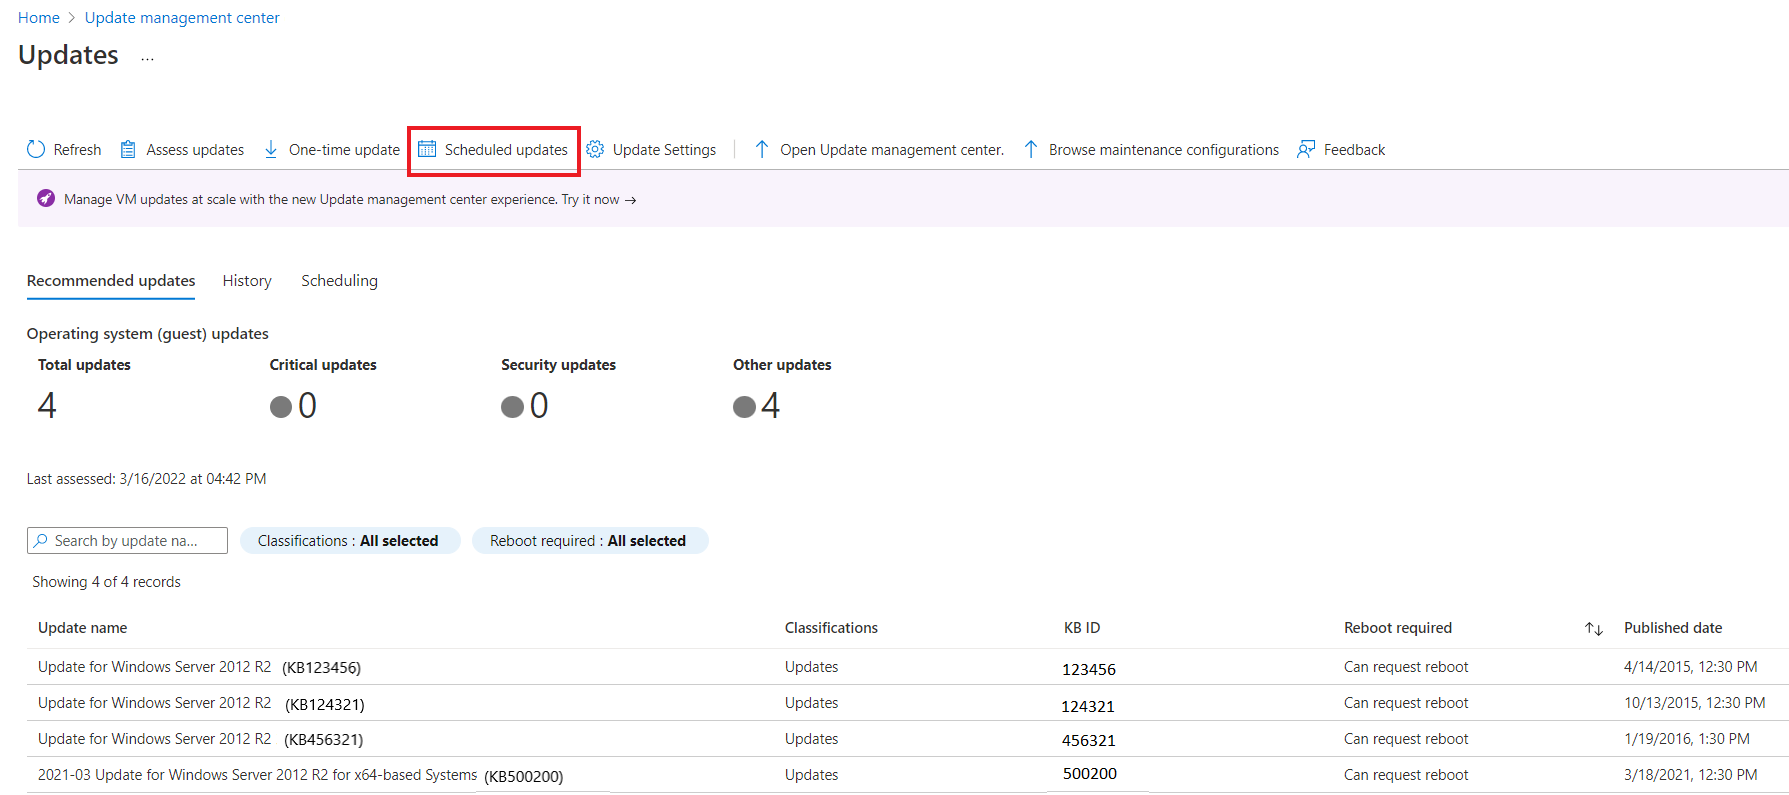 Home > Update management center
Updates ...
Refresh Assess updates One-time update Scheduled updates Update Settings Open Update management center. Browse maintenance configurations Feedback
Manage VM updates at scale with the new Update management center experience. Try it now →
Recommended updates History Scheduling
Operating system (guest) updates
Total updates Critical updates Security updates Other updates
4 0 0 4
Last assessed: 3/16/2022 at 04:42 PM
Search by update na... Classifications : All selected Reboot required : All selected
Showing 4 of 4 records
Update name Classifications KB ID Reboot required ↑↓ Published date
Update for Windows Server 2012 R2 (KB123456) Updates 123456 Can request reboot 4/14/2015, 12:30 PM
Update for Windows Server 2012 R2 (KB124321) Updates 124321 Can request reboot 10/13/2015, 12:30 PM
Update for Windows Server 2012 R2 (KB456321) Updates 456321 Can request reboot 1/19/2016, 1:30 PM
2021-03 Update for Windows Server 2012 R2 for x64-based Systems (KB500200) Updates 500200 Can request reboot 3/18/2021, 12:30 PM